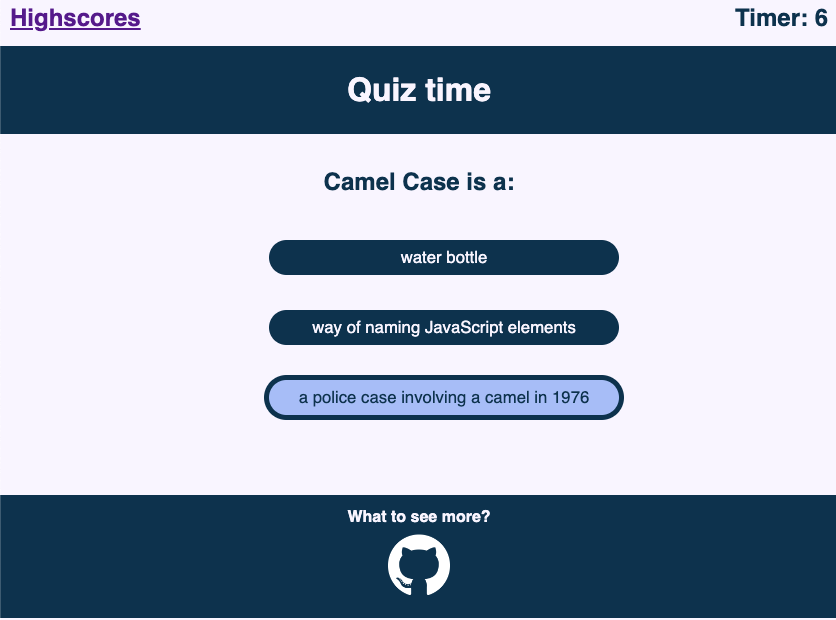 Highscores
Timer: 6
Quiz time
Camel Case is a:
water bottle
way of naming JavaScript elements
a police case involving a camel in 1976
What to see more?